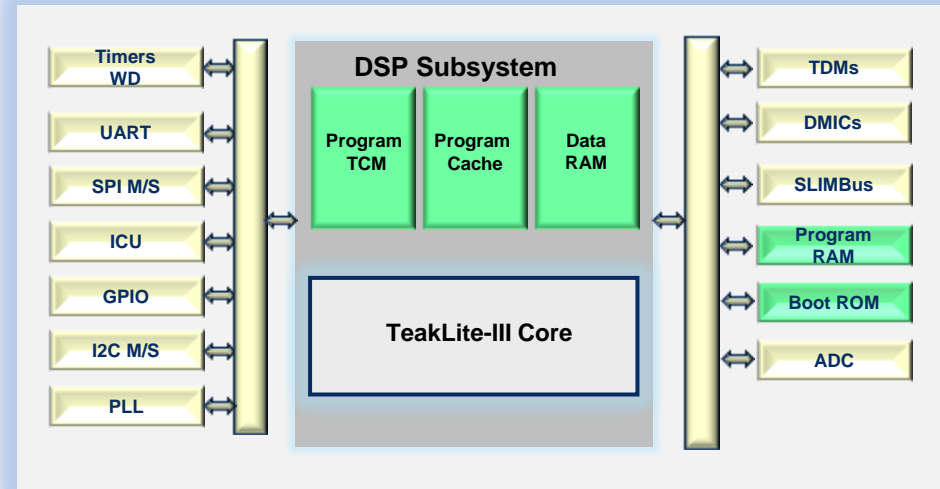 Timers
WD
UART
SPI M/S
ICU
GPIO
I2C M/S
PLL
DSP Subsystem
Program
TCM
Program
Cache
Data
RAM
TeakLite-III Core
TDMs
DMICs
SLIMBus
Program
RAM
Boot ROM
ADC